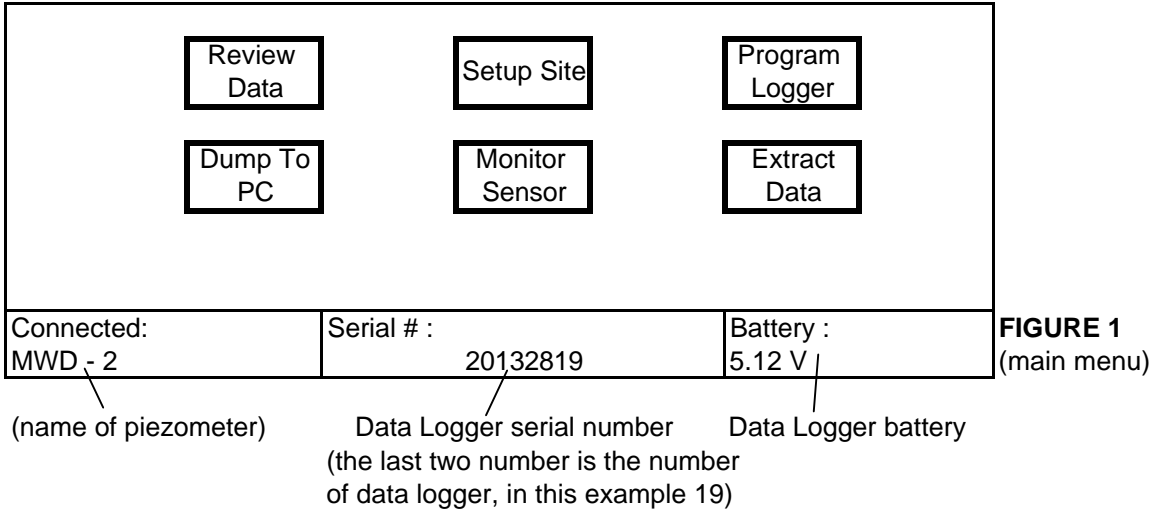 Review
Data
Setup Site
Program
Logger
Dump To
PC
Monitor
Sensor
Extract
Data
Connected:
MWD - 2
Serial # :
20132819
Battery :
5.12 V
FIGURE 1
(main menu)
(name of piezometer)
Data Logger serial number
(the last two number is the number
of data logger, in this example 19)
Data Logger battery